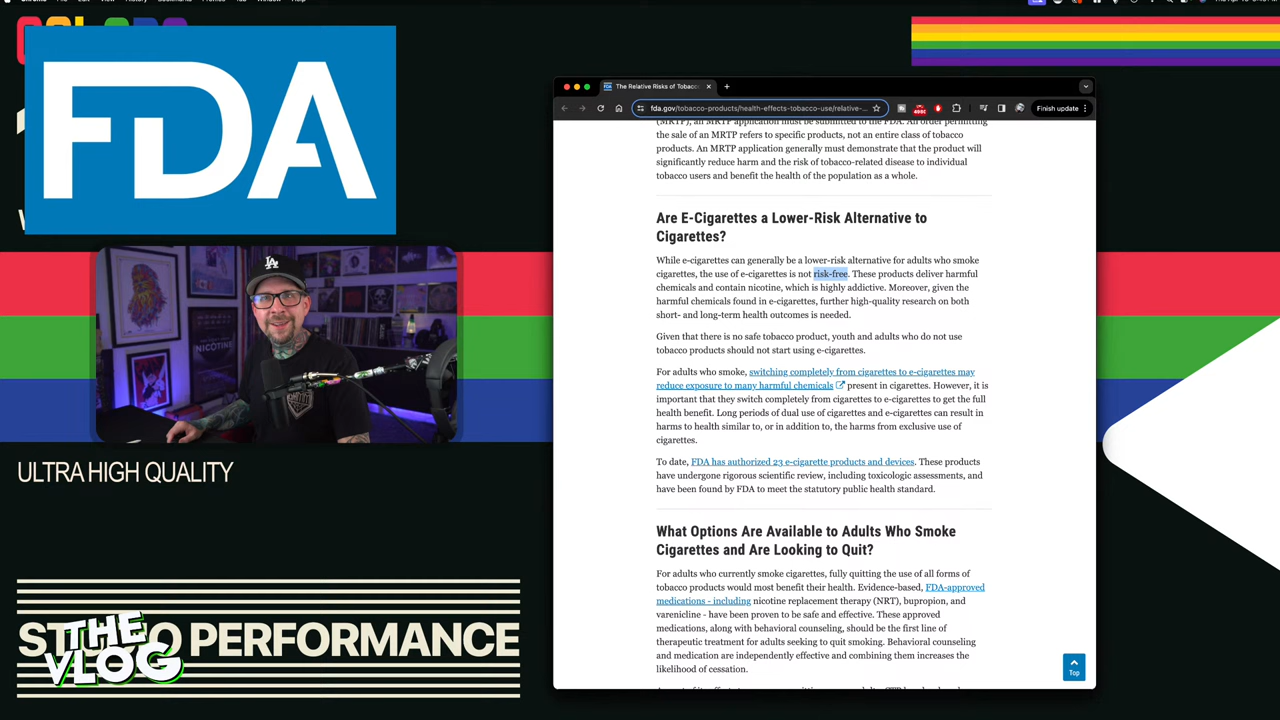 FDA
ULTRA HIGH QUALITY
PERFORMANCE
THE
VLOG
LA
NICOTINE
The Relative Risks of Tobacc
fda.gov/tobacco-products/health-effects-tobacco-use/relative-...
Finish update
(MRTP), an MRTP application must be submitted to the FDA. An order permitting
the sale of an MRTP refers to specific products, not an entire class of tobacco
products. An MRTP application generally must demonstrate that the product will
significantly reduce harm and the risk of tobacco-related disease to individual
tobacco users and benefit the health of the population as a whole.
Are E-Cigarettes a Lower-Risk Alternative to
Cigarettes?
While e-cigarettes can generally be a lower-risk alternative for adults who smoke
cigarettes, the use of e-cigarettes is not risk-free. These products deliver harmful
chemicals and contain nicotine, which is highly addictive. Moreover, given the
harmful chemicals found in e-cigarettes, further high-quality research on both
short- and long-term health outcomes is needed.
Given that there is no safe tobacco product, youth and adults who do not use
tobacco products should not start using e-cigarettes.
For adults who smoke, switching completely from cigarettes to e-cigarettes may
reduce exposure to many harmful chemicals present in cigarettes. However, it is
important that they switch completely from cigarettes to e-cigarettes to get the full
health benefit. Long periods of dual use of cigarettes and e-cigarettes can result in
harms to health similar to, or in addition to, the harms from exclusive use of
cigarettes.
To date, FDA has authorized 23 e-cigarette products and devices. These products
have undergone rigorous scientific review, including toxicologic assessments, and
have been found by FDA to meet the statutory public health standard.
What Options Are Available to Adults Who Smoke
Cigarettes and Are Looking to Quit?
For adults who currently smoke cigarettes, fully quitting the use of all forms of
tobacco products would most benefit their health. Evidence-based, FDA-approved
medications - including nicotine replacement therapy (NRT), bupropion, and
varenicline - have been proven to be safe and effective. These approved
medications, along with behavioral counseling, should be the first line of
therapeutic treatment for adults seeking to quit smoking. Behavioral counseling
and medication are independently effective and combining them increases the
likelihood of cessation.
Top